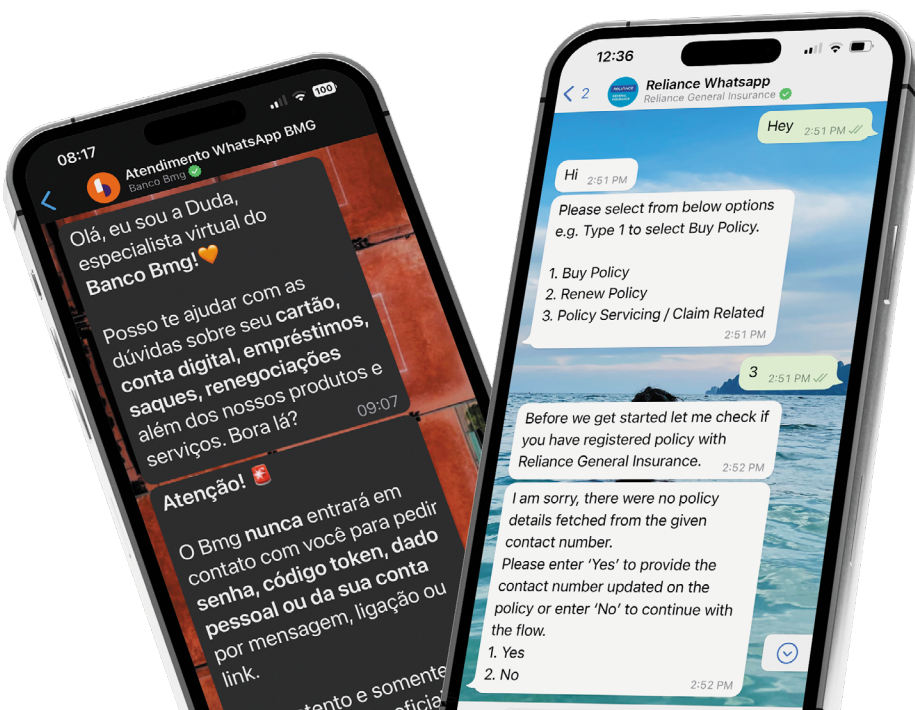 08:17
100
Atendimento WhatsApp BMG
Banco Bmg
Olá, eu sou a Duda,
especialista virtual do
Banco Bmg!🧡
Posso te ajudar com as
dúvidas sobre seu cartão,
conta digital, empréstimos,
saques, renegociações
além dos nossos produtos e
serviços. Bora lá?
09:07
Atenção! 🚨
O Bmg nunca entrará em
contato com você para pedir
senha, código token, dado
pessoal ou da sua conta
por mensagem, ligação ou
link.
e somente
12:36
2
RELIANCE
Reliance Whatsapp
Reliance General Insurance
Hey 2:51 PM
Hi 2:51 PM
Please select from below options
e.g. Type 1 to select Buy Policy.
1. Buy Policy
2. Renew Policy
3. Policy Servicing / Claim Related
2:51 PM
3 2:51 PM
Before we get started let me check if
you have registered policy with
Reliance General Insurance. 2:52 PM
I am sorry, there were no policy
details fetched from the given
contact number.
Please enter ‘Yes’ to provide the
contact number updated on the
policy or enter ‘No’ to continue with
the flow.
1. Yes
2. No
2:52 PM